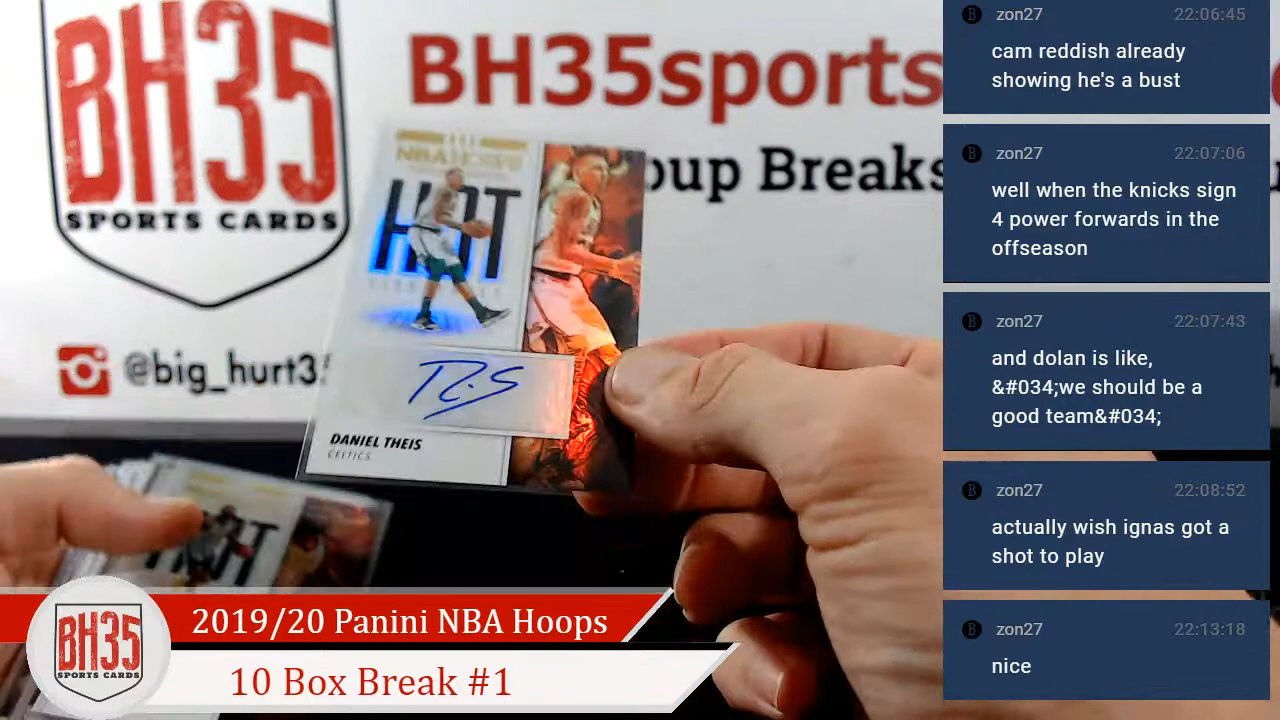 BH35
SPORTS CARDS
@big_hurt3
BH35sports
oup Breaks
NBA HOOPS
HOT
DANIEL THEIS
CELTICS
HOT
2019/20 Panini NBA Hoops
10 Box Break #1
BH35
SPORTS CARDS
zon27 22:06:45
cam reddish already
showing he's a bust
zon27 22:07:06
well when the knicks sign
4 power forwards in the
offseason
zon27 22:07:43
and dolan is like,
&#034;we should be a
good team&#034;
zon27 22:08:52
actually wish ignas got a
shot to play
zon27 22:13:18
nice